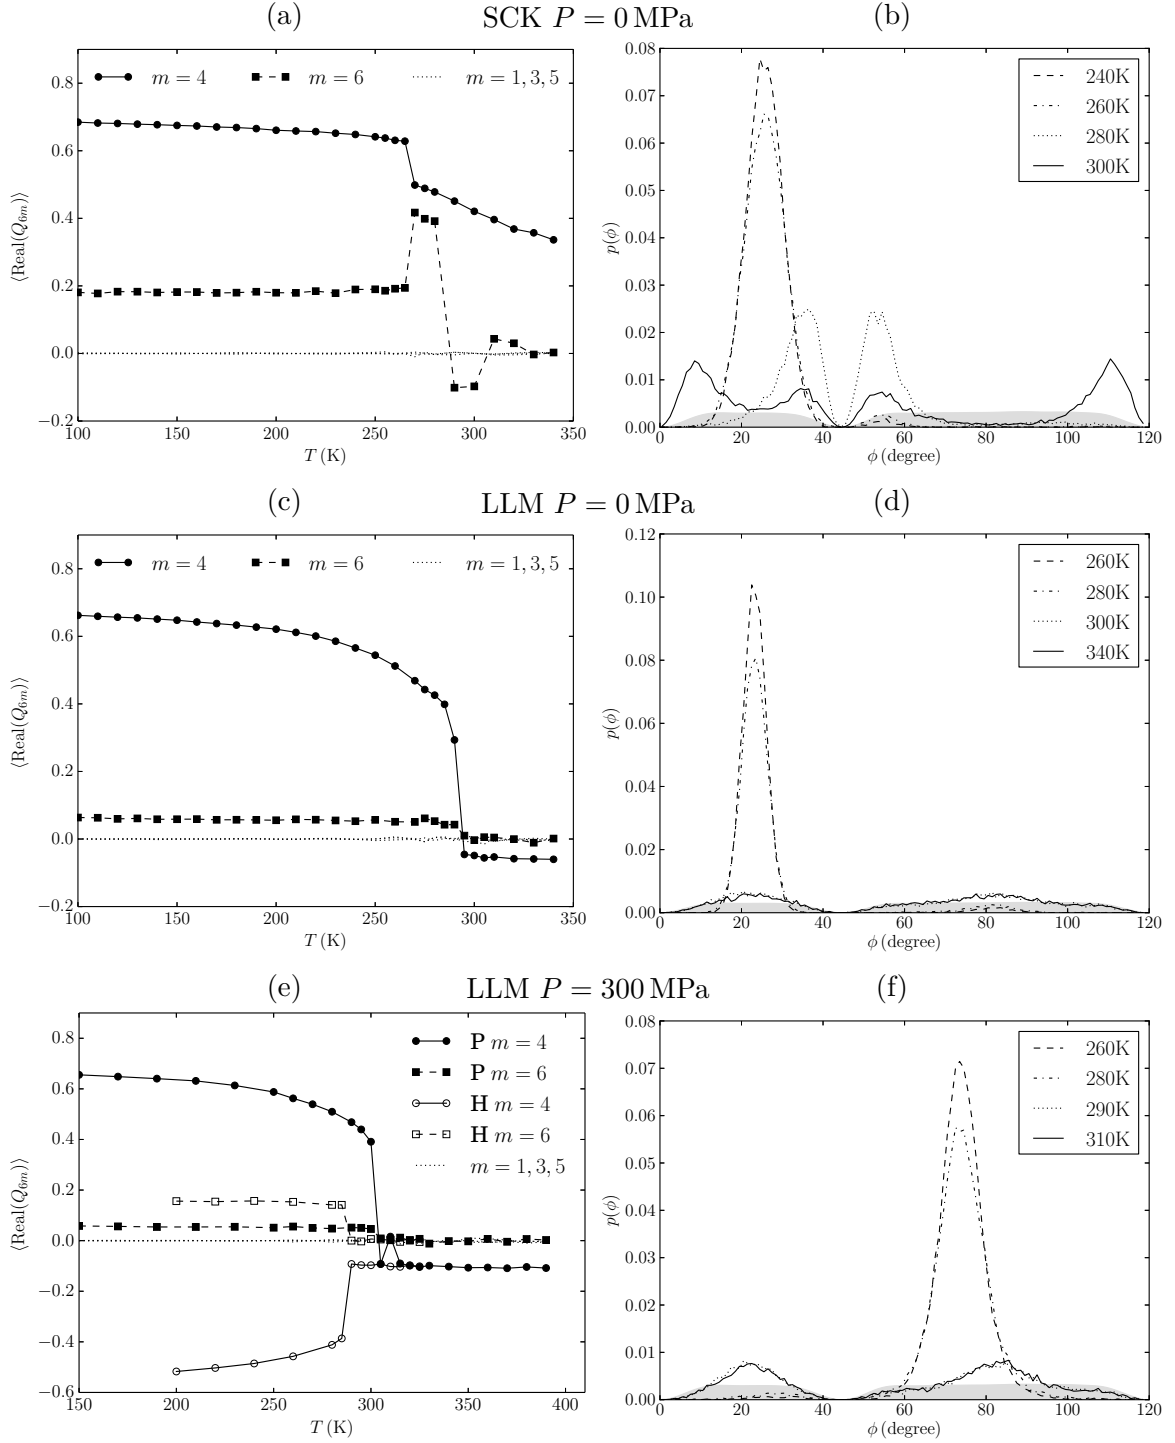 (a) SCK P = 0 MPa (b)
⟨Real(Q6m)⟩
0.8
0.6
0.4
0.2
0.0
−0.2
m = 4 m = 6 m = 1, 3, 5
100 150 200 250 300 350
T (K)
p(ϕ)
0.08
0.07
0.06
0.05
0.04
0.03
0.02
0.01
0.00
240K
260K
280K
300K
0 20 40 60 80 100 120
ϕ (degree)
(c) LLM P = 0 MPa (d)
⟨Real(Q6m)⟩
0.8
0.6
0.4
0.2
0.0
−0.2
m = 4 m = 6 m = 1, 3, 5
100 150 200 250 300 350
T (K)
p(ϕ)
0.12
0.10
0.08
0.06
0.04
0.02
0.00
260K
280K
300K
340K
0 20 40 60 80 100 120
ϕ (degree)
(e) LLM P = 300 MPa (f)
⟨Real(Q6m)⟩
0.8
0.6
0.4
0.2
0.0
−0.2
−0.4
−0.6
P m = 4
P m = 6
H m = 4
H m = 6
m = 1, 3, 5
150 200 250 300 350 400
T (K)
p(ϕ)
0.08
0.07
0.06
0.05
0.04
0.03
0.02
0.01
0.00
260K
280K
290K
310K
0 20 40 60 80 100 120
ϕ (degree)